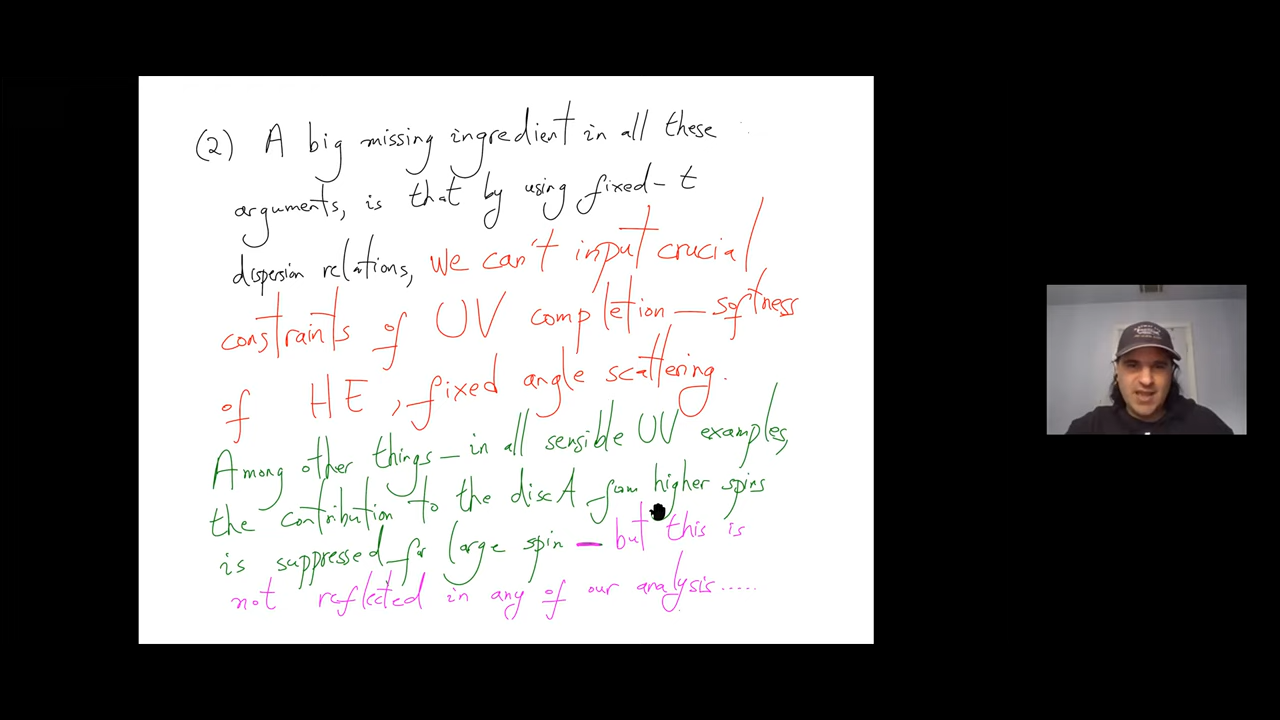 (2) A big missing ingredient in all these
arguments, is that by using fixed-t
dispersion relations, we can't input crucial
constraints of UV completion — softness
of HE, fixed angle scattering.
Among other things — in all sensible UV examples,
the contribution to the disc A from higher spins
is suppressed for large spin — but this is
not reflected in any of our analysis.....